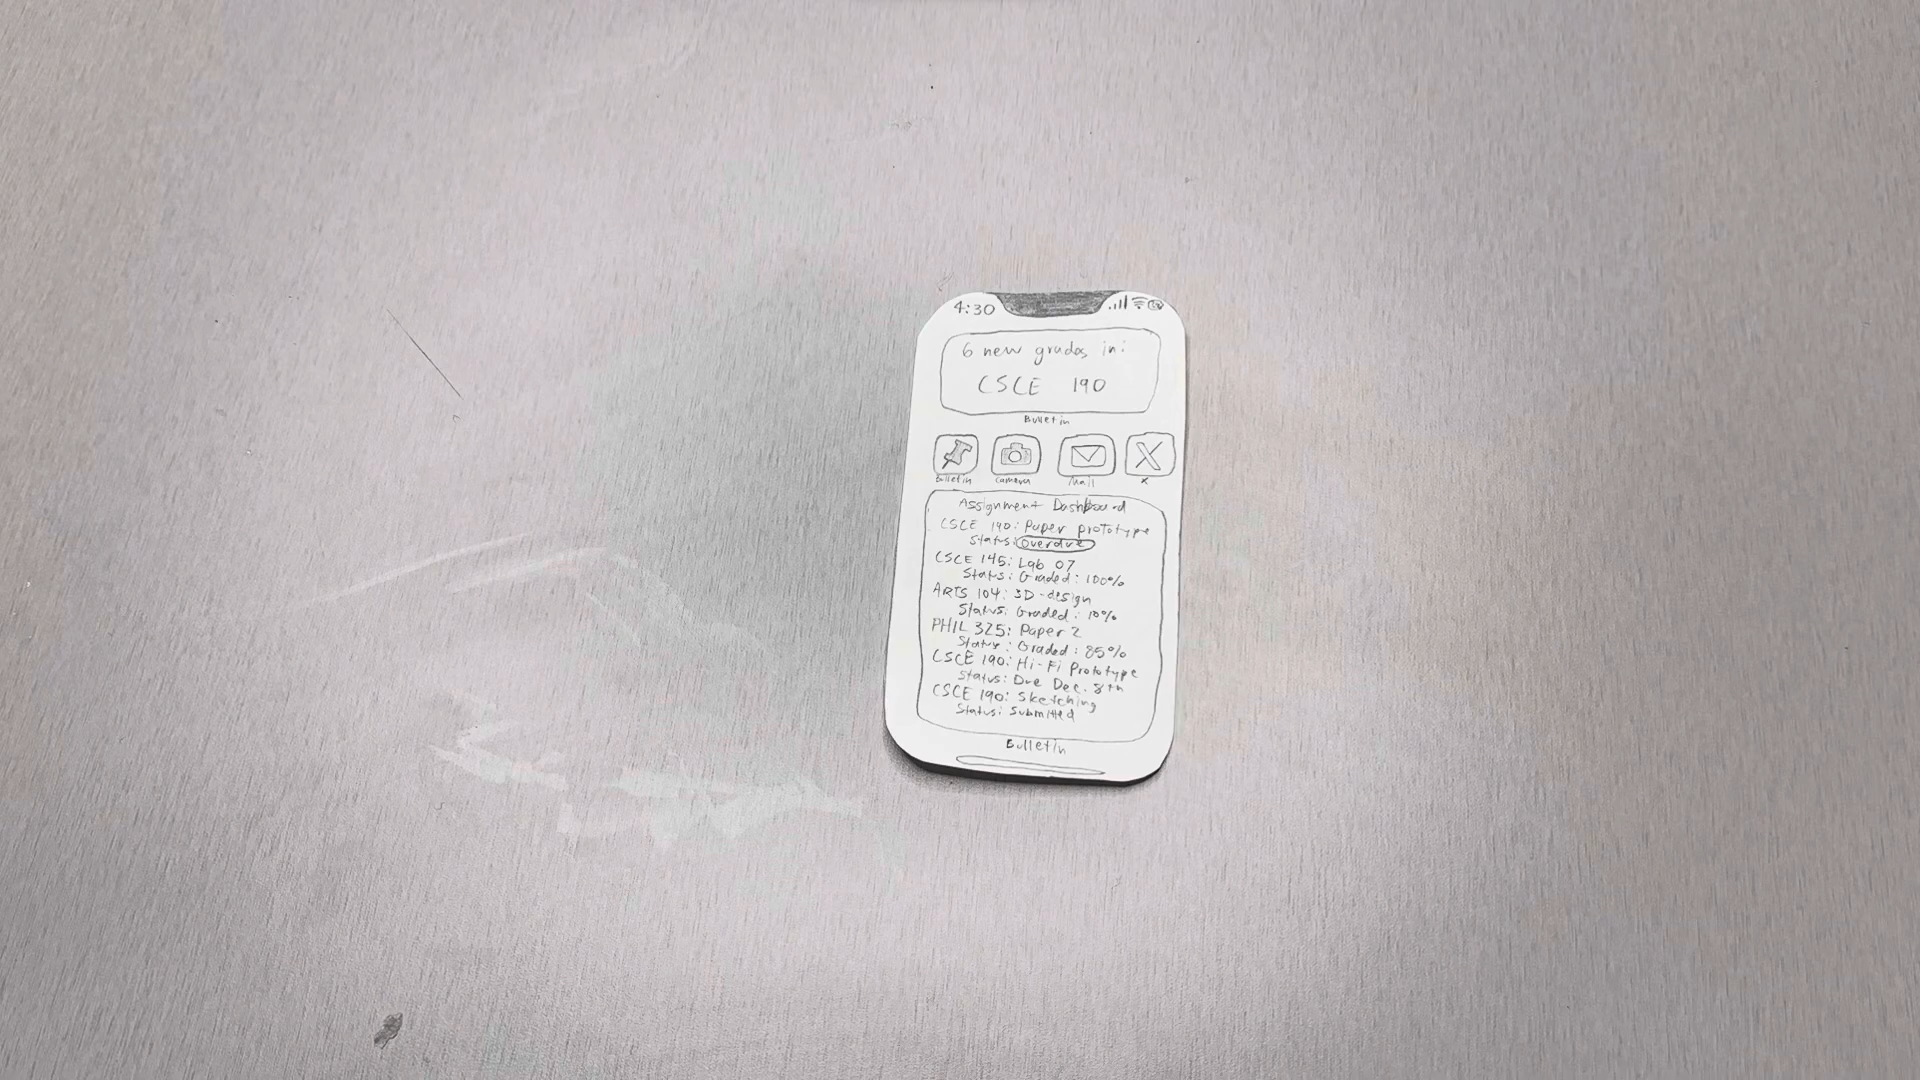 4:30
6 new grades in:
CSCE 190
Bulletin
Bulletin Camera Mail X
Assignment Dashboard
CSCE 190: Paper prototype
Status: Overdue
CSCE 145: Lab 07
Status: Graded: 100%
ARTS 104: 3D-design
Status: Graded: 10%
PHIL 325: Paper 2
Status: Graded: 85%
CSCE 190: Hi-Fi Prototype
Status: Due Dec. 8th
CSCE 190: Sketching
Status: Submitted
Bulletin